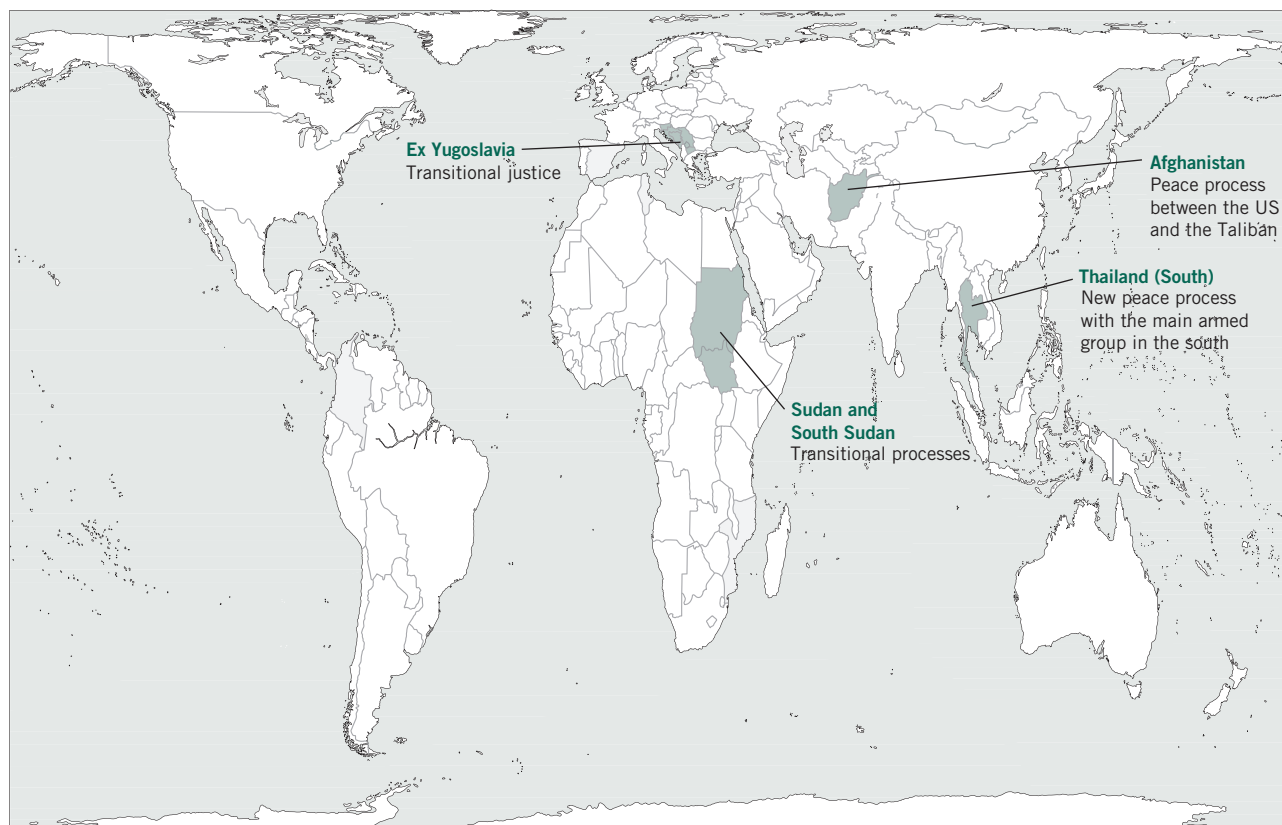 Ex Yugoslavia
Transitional justice
Afghanistan
Peace process
between the US
and the Taliban
Thailand (South)
New peace process
with the main armed
group in the south
Sudan and
South Sudan
Transitional processes